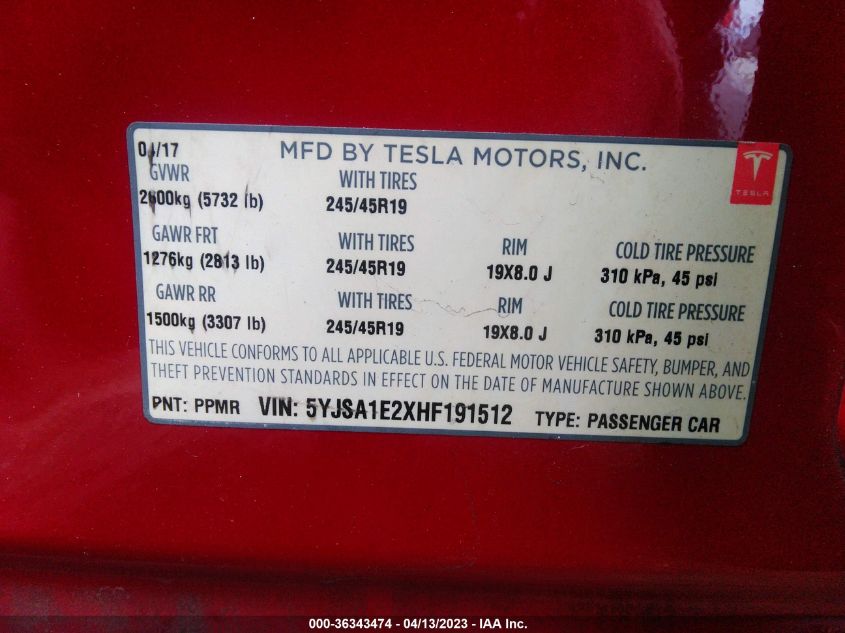 MFD BY TESLA MOTORS, INC.
TESLA
GVWR WITH TIRES
2600kg (5732 lb) 245/45R19
GAWR FRT WITH TIRES RIM COLD TIRE PRESSURE
1276kg (2813 lb) 245/45R19 19X8.0 J 310 kPa, 45 psi
GAWR RR WITH TIRES RIM COLD TIRE PRESSURE
1500kg (3307 lb) 245/45R19 19X8.0 J 310 kPa, 45 psi
THIS VEHICLE CONFORMS TO ALL APPLICABLE U.S. FEDERAL MOTOR VEHICLE SAFETY, BUMPER, AND
THEFT PREVENTION STANDARDS IN EFFECT ON THE DATE OF MANUFACTURE SHOWN ABOVE.
PNT: PPMR VIN: 5YJSA1E2XHF191512 TYPE: PASSENGER CAR
000-36343474 - 04/13/2023 - IAA Inc.